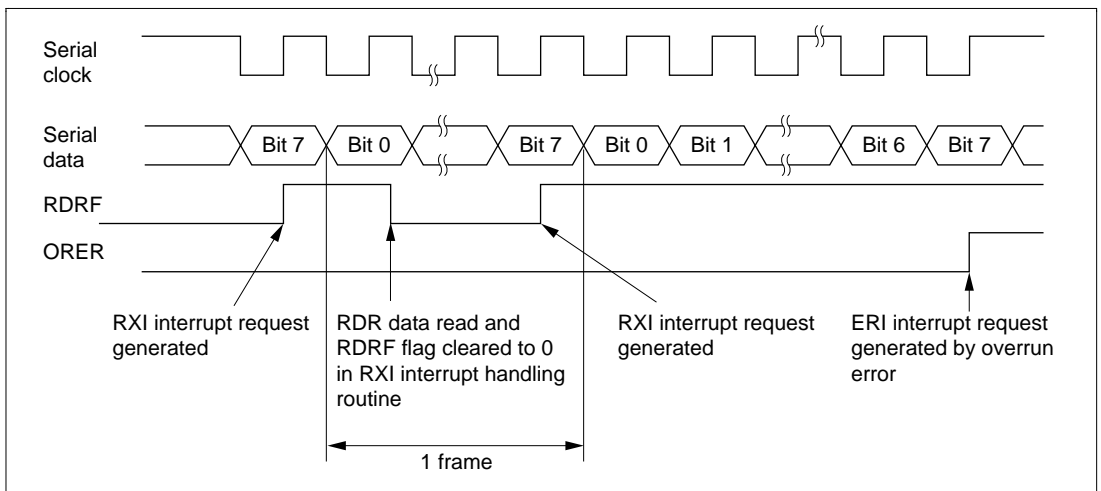 Serial
clock
Serial
data
Bit 7 Bit 0 Bit 7 Bit 0 Bit 1 Bit 6 Bit 7
RDRF
ORER
RXI interrupt request
generated
RDR data read and
RDRF flag cleared to 0
in RXI interrupt handling
routine
RXI interrupt request
generated
ERI interrupt request
generated by overrun
error
1 frame